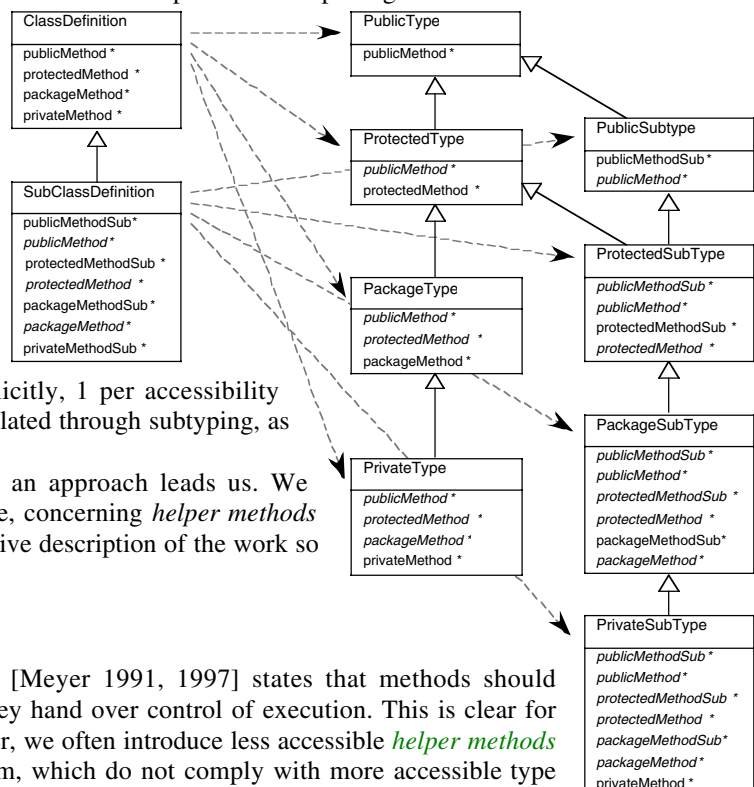 ClassDefinition
publicMethod *
protectedMethod *
packageMethod *
privateMethod *
SubClassDefinition
publicMethodSub*
publicMethod *
protectedMethodSub *
protectedMethod *
packageMethodSub *
packageMethod *
privateMethodSub *
PublicType
publicMethod *
ProtectedType
publicMethod *
protectedMethod *
PackageType
publicMethod *
protectedMethod *
packageMethod *
PrivateType
publicMethod *
protectedMethod *
packageMethod *
privateMethod *
PublicSubtype
publicMethodSub *
publicMethod *
ProtectedSubType
publicMethodSub *
publicMethod *
protectedMethodSub *
protectedMethod *
PackageSubType
publicMethodSub *
publicMethod *
protectedMethodSub *
protectedMethod *
packageMethodSub*
packageMethod *
PrivateSubType
publicMethodSub *
publicMethod *
protectedMethodSub *
protectedMethod *
packageMethodSub*
packageMethod *
privateMethod *
licitly, 1 per accessibility
lated through subtyping, as
an approach leads us. We
e, concerning helper methods
ive description of the work so
[Meyer 1991, 1997] states that methods should
ey hand over control of execution. This is clear for
er, we often introduce less accessible helper methods
m, which do not comply with more accessible type